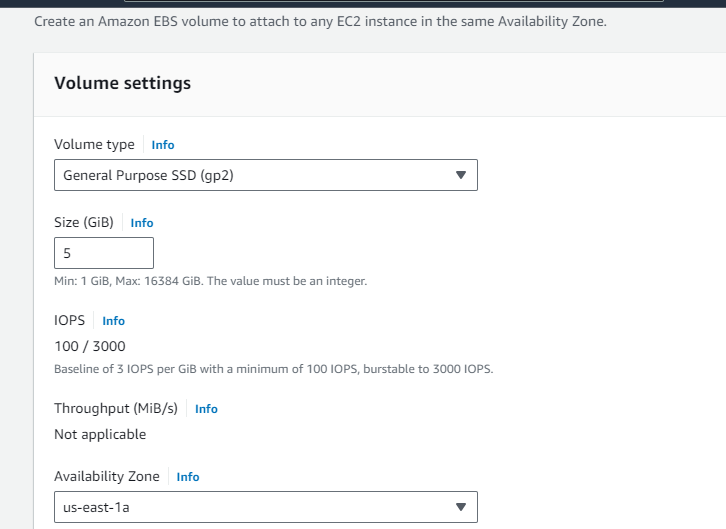 Create an Amazon EBS volume to attach to any EC2 instance in the same Availability Zone.
Volume settings
Volume type Info
General Purpose SSD (gp2)
Size (GiB) Info
5
Min: 1 GiB, Max: 16384 GiB. The value must be an integer.
IOPS Info
100 / 3000
Baseline of 3 IOPS per GiB with a minimum of 100 IOPS, burstable to 3000 IOPS.
Throughput (MiB/s) Info
Not applicable
Availability Zone Info
us-east-1a